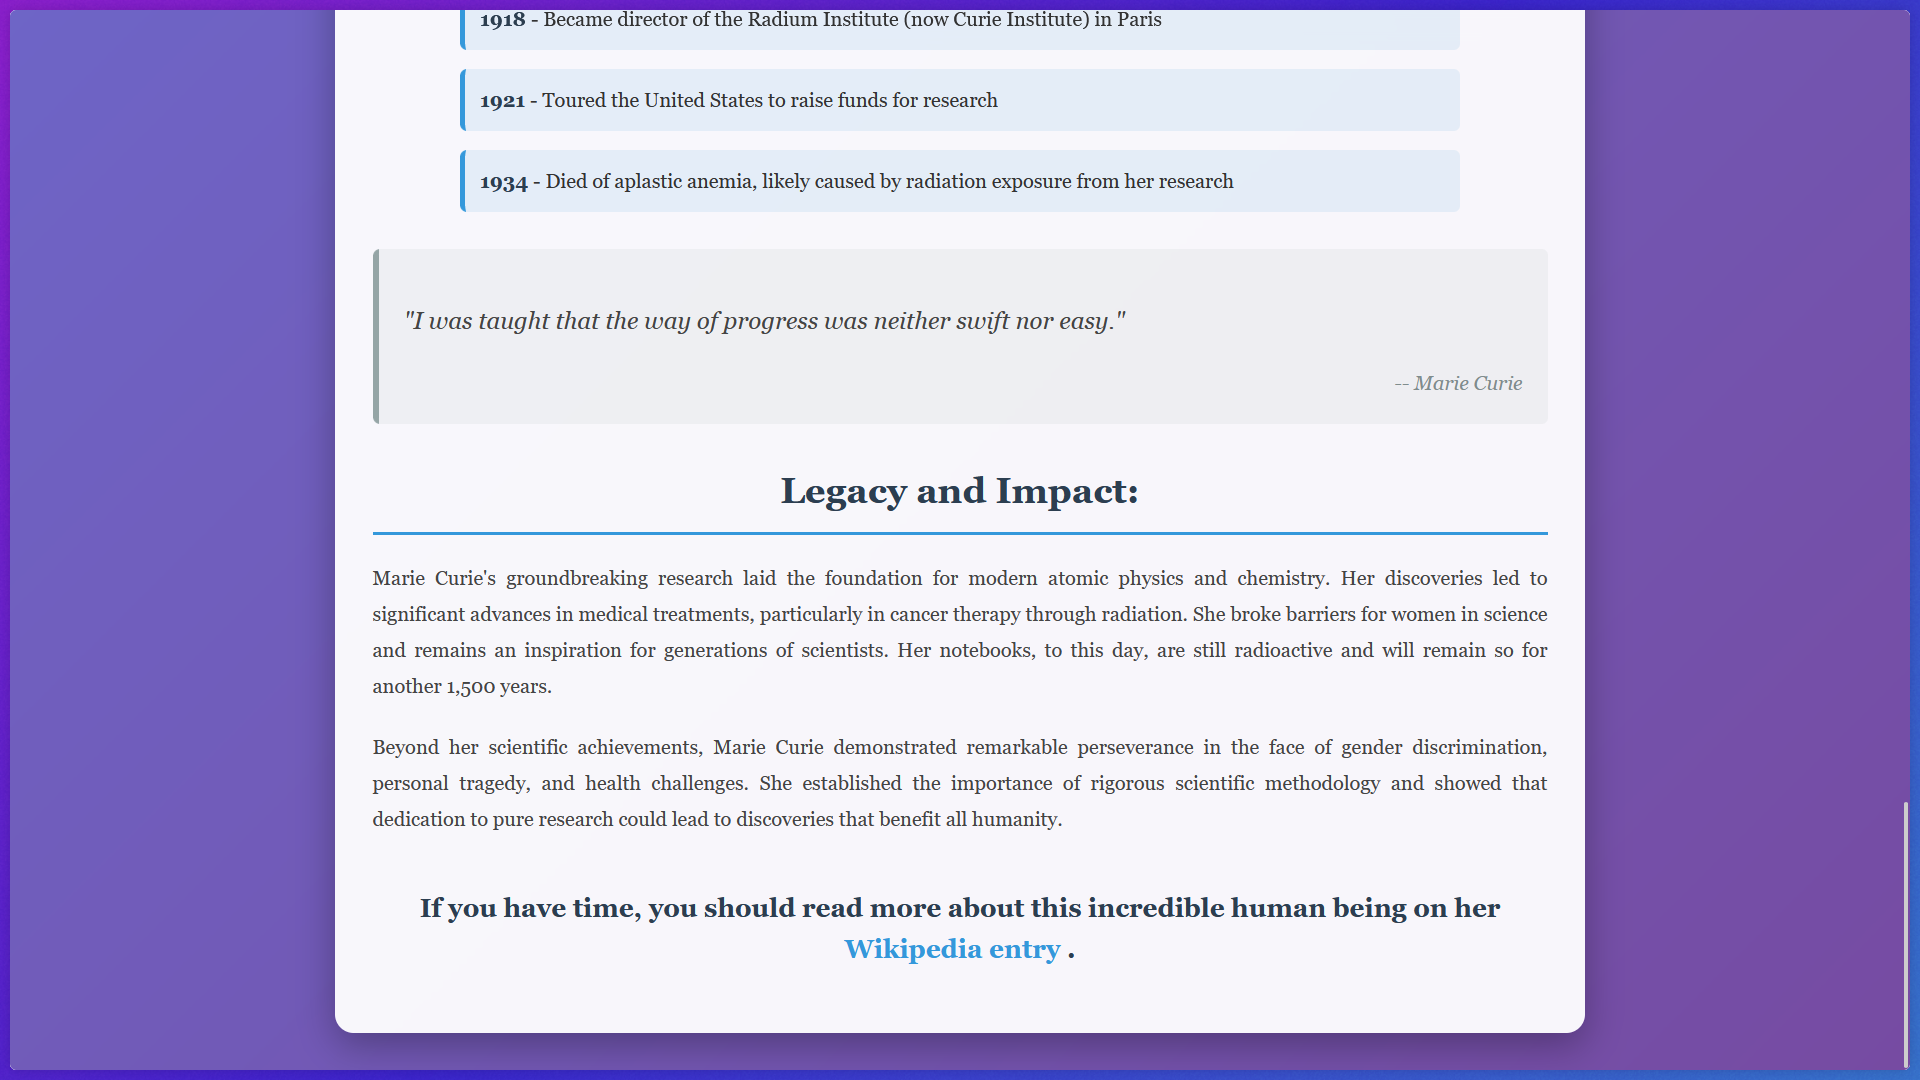 1918 - Became director of the Radium Institute (now Curie Institute) in Paris
1921 - Toured the United States to raise funds for research
1934 - Died of aplastic anemia, likely caused by radiation exposure from her research
"I was taught that the way of progress was neither swift nor easy."
-- Marie Curie
Legacy and Impact:
Marie Curie's groundbreaking research laid the foundation for modern atomic physics and chemistry. Her discoveries led to
significant advances in medical treatments, particularly in cancer therapy through radiation. She broke barriers for women in science
and remains an inspiration for generations of scientists. Her notebooks, to this day, are still radioactive and will remain so for
another 1,500 years.
Beyond her scientific achievements, Marie Curie demonstrated remarkable perseverance in the face of gender discrimination,
personal tragedy, and health challenges. She established the importance of rigorous scientific methodology and showed that
dedication to pure research could lead to discoveries that benefit all humanity.
If you have time, you should read more about this incredible human being on her
Wikipedia entry .